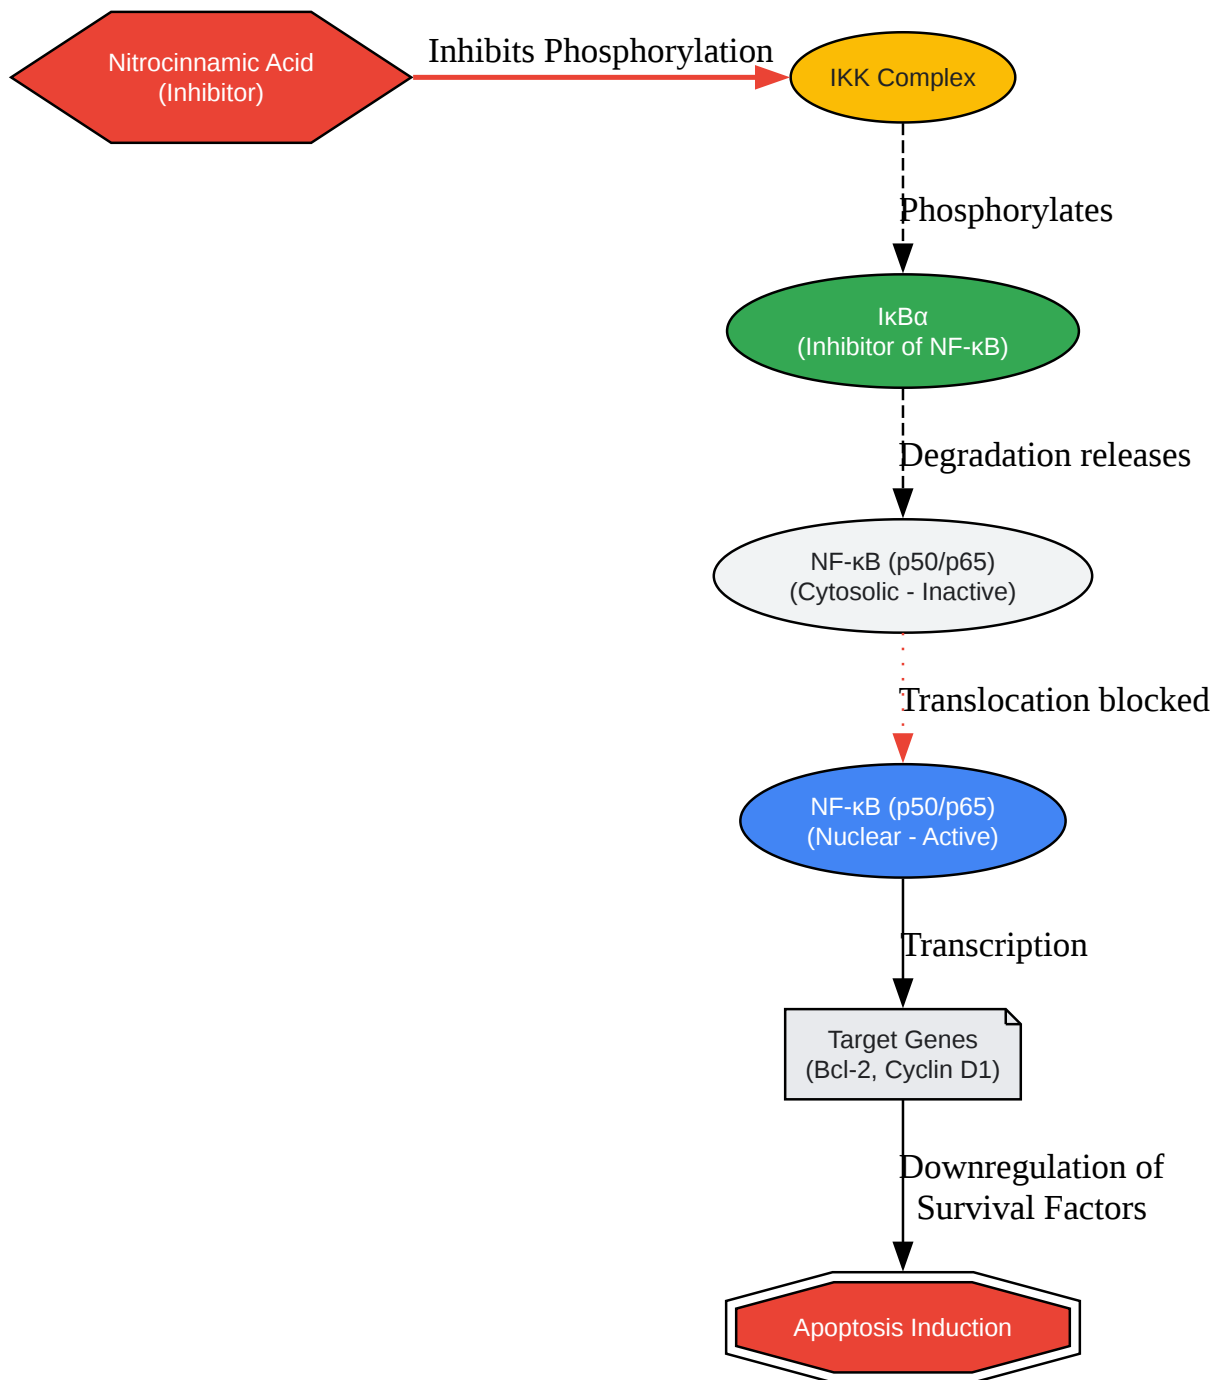 Nitrocinnamic Acid
(Inhibitor)
Inhibits Phosphorylation
IKK Complex
Phosphorylates
IκBα
(Inhibitor of NF-κB)
Degradation releases
NF-κB (p50/p65)
(Cytosolic - Inactive)
Translocation blocked
NF-κB (p50/p65)
(Nuclear - Active)
Transcription
Target Genes
(Bcl-2, Cyclin D1)
Downregulation of
Survival Factors
Apoptosis Induction